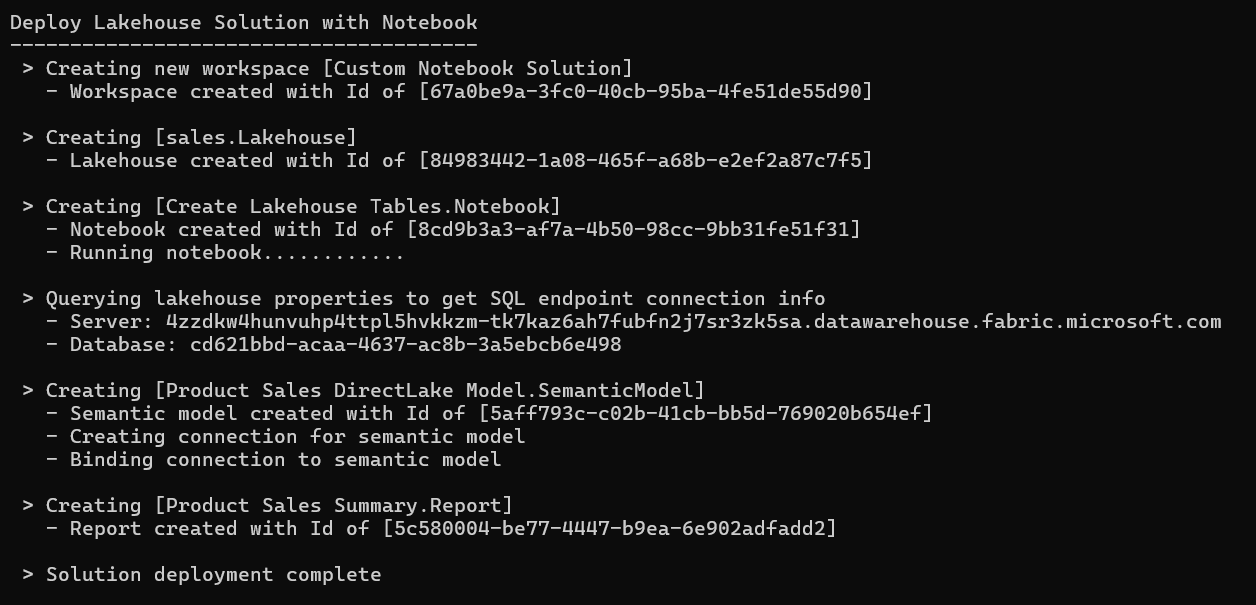 Deploy Lakehouse Solution with Notebook
---------------------------------------
> Creating new workspace [Custom Notebook Solution]
- Workspace created with Id of [67a0be9a-3fc0-40cb-95ba-4fe51de55d90]
> Creating [sales.Lakehouse]
- Lakehouse created with Id of [84983442-1a08-465f-a68b-e2ef2a87c7f5]
> Creating [Create Lakehouse Tables.Notebook]
- Notebook created with Id of [8cd9b3a3-af7a-4b50-98cc-9bb31fe51f31]
- Running notebook............
> Querying lakehouse properties to get SQL endpoint connection info
- Server: 4zzdkw4hunvuhp4ttpl5hvkkzm-tk7kaz6ah7fubfn2j7sr3zk5sa.datawarehouse.fabric.microsoft.com
- Database: cd621bbd-acaa-4637-ac8b-3a5ebcb6e498
> Creating [Product Sales DirectLake Model.SemanticModel]
- Semantic model created with Id of [5aff793c-c02b-41cb-bb5d-769020b654ef]
- Creating connection for semantic model
- Binding connection to semantic model
> Creating [Product Sales Summary.Report]
- Report created with Id of [5c580004-be77-4447-b9ea-6e902adfadd2]
> Solution deployment complete